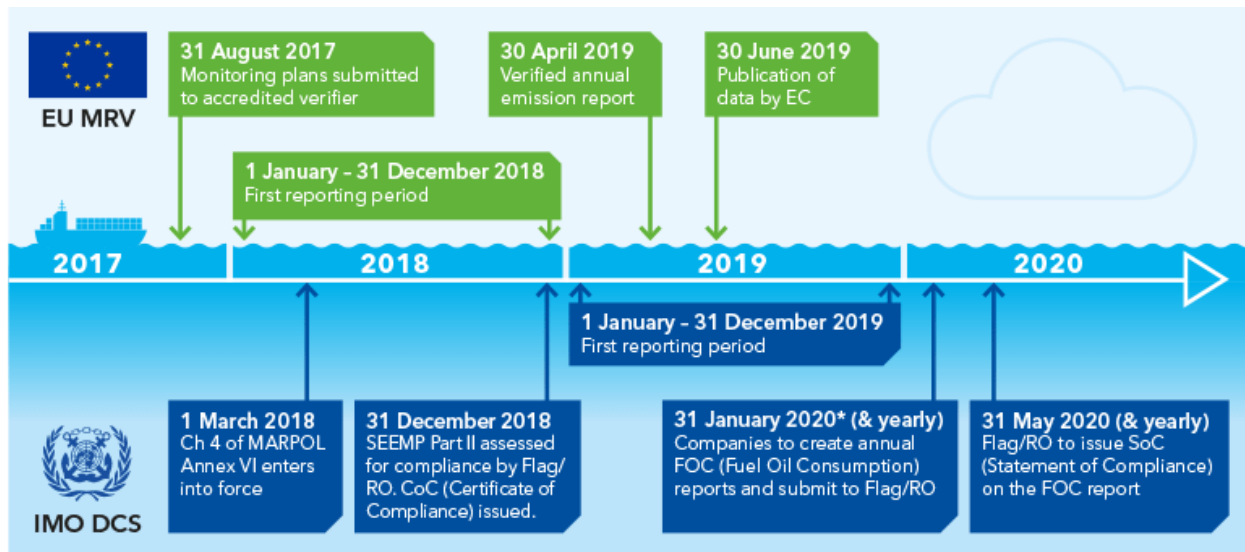 EU MRV
31 August 2017
Monitoring plans submitted
to accredited verifier
30 April 2019
Verified annual
emission report
30 June 2019
Publication of
data by EC
1 January – 31 December 2018
First reporting period
2017
2018
2019
2020
1 January – 31 December 2019
First reporting period
IMO DCS
1 March 2018
Ch 4 of MARPOL
Annex VI enters
into force
31 December 2018
SEEMP Part II assessed
for compliance by Flag/
RO. CoC (Certificate of
Compliance) issued.
31 January 2020* (& yearly)
Companies to create annual
FOC (Fuel Oil Consumption)
reports and submit to Flag/RO
31 May 2020 (& yearly)
Flag/RO to issue SoC
(Statement of Compliance)
on the FOC report